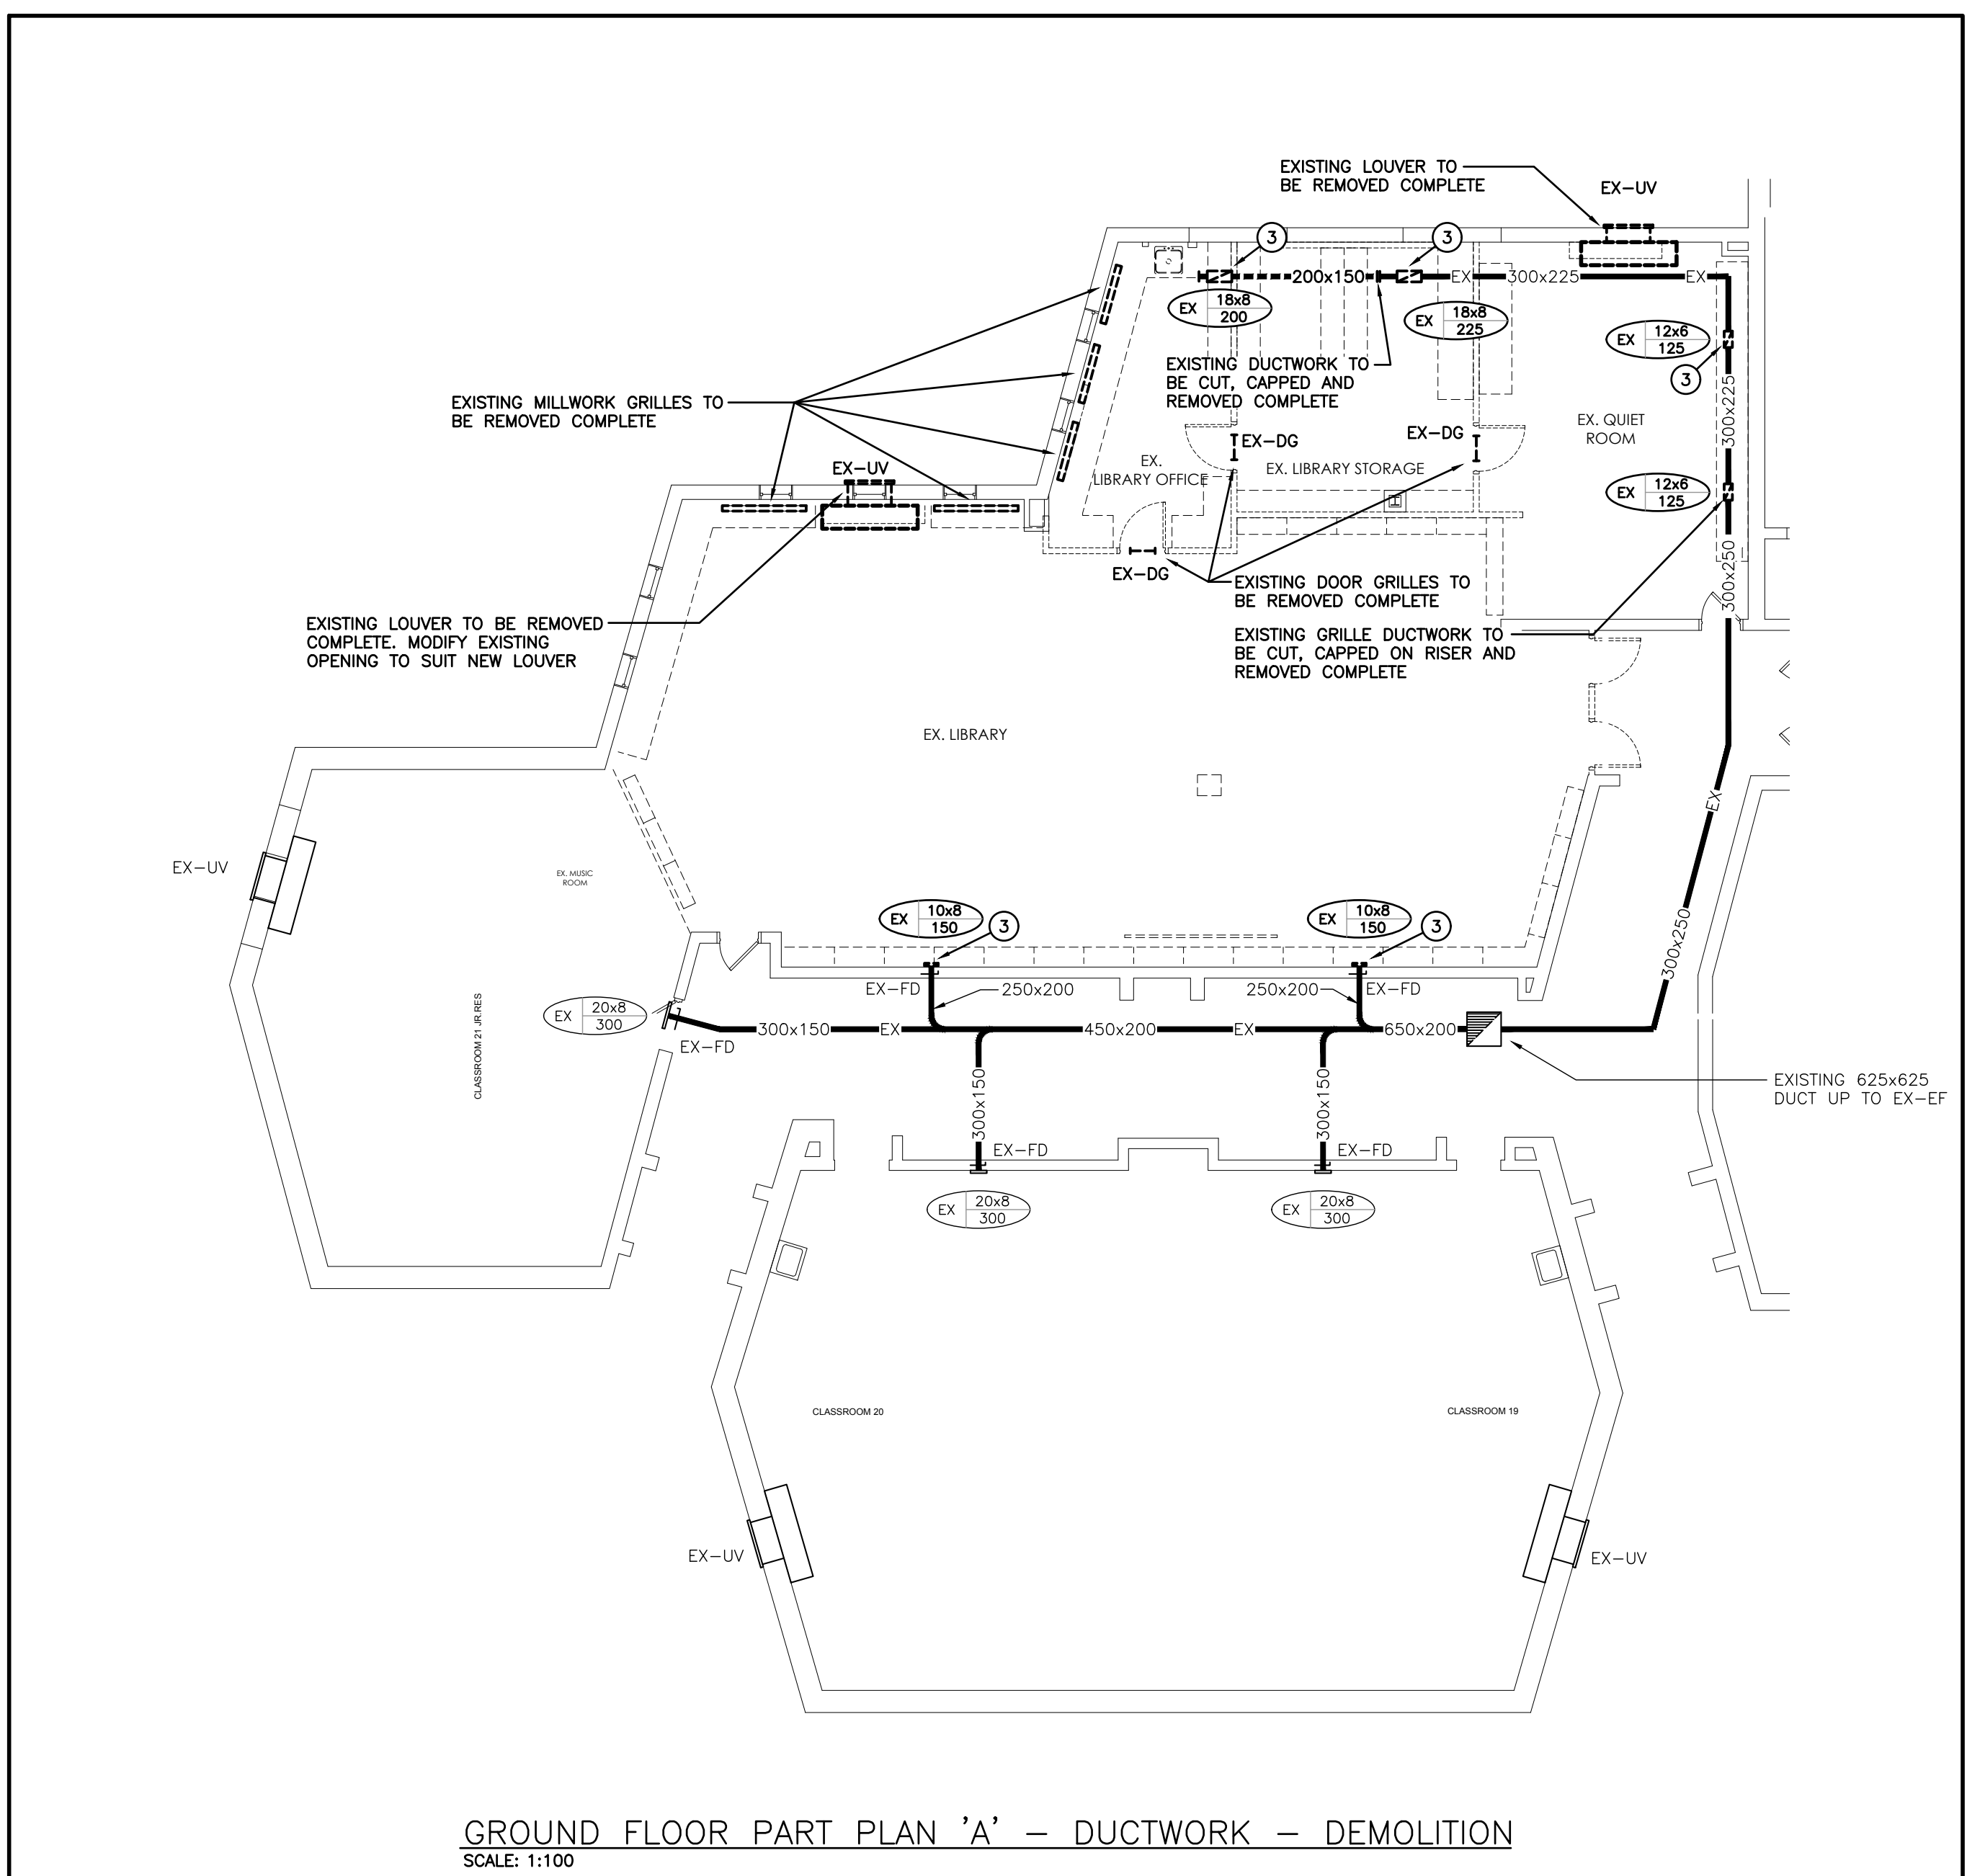 EXISTING LOUVER TO
BE REMOVED COMPLETE
EX-UV
3
3
200x150
EX
300x225
EX
EX
18x8
200
EX
18x8
225
EX
12x6
125
3
EXISTING DUCTWORK TO
BE CUT, CAPPED AND
REMOVED COMPLETE
300x225
EXISTING MILLWORK GRILLES TO
BE REMOVED COMPLETE
EX. QUIET
ROOM
EX-DG
EX-DG
EX.
LIBRARY OFFICE
EX. LIBRARY STORAGE
EX-UV
EX
12x6
125
300x250
EX-DG
EXISTING DOOR GRILLES TO
BE REMOVED COMPLETE
EXISTING LOUVER TO BE REMOVED
COMPLETE. MODIFY EXISTING
OPENING TO SUIT NEW LOUVER
EXISTING GRILLE DUCTWORK TO
BE CUT, CAPPED ON RISER AND
REMOVED COMPLETE
EX. LIBRARY
EX
EX-UV
EX. MUSIC
ROOM
EX
10x8
150
3
EX
10x8
150
3
300x250
EX-FD
250x200
250x200
EX-FD
EX
20x8
300
CLASSROOM 21 JR.RES
300x150
EX
450x200
EX
650x200
EX-FD
300x150
300x150
EXISTING 625x625
DUCT UP TO EX-EF
EX-FD
EX-FD
EX
20x8
300
EX
20x8
300
CLASSROOM 20
CLASSROOM 19
EX-UV
EX-UV
GROUND FLOOR PART PLAN 'A' - DUCTWORK - DEMOLITION
SCALE: 1:100